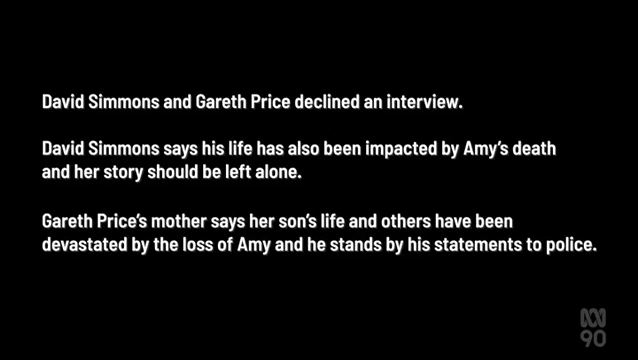 David Simmons and Gareth Price declined an interview.
David Simmons says his life has also been impacted by Amy's death
and her story should be left alone.
Gareth Price's mother says her son's life and others have been
devastated by the loss of Amy and he stands by his statements to police.
90